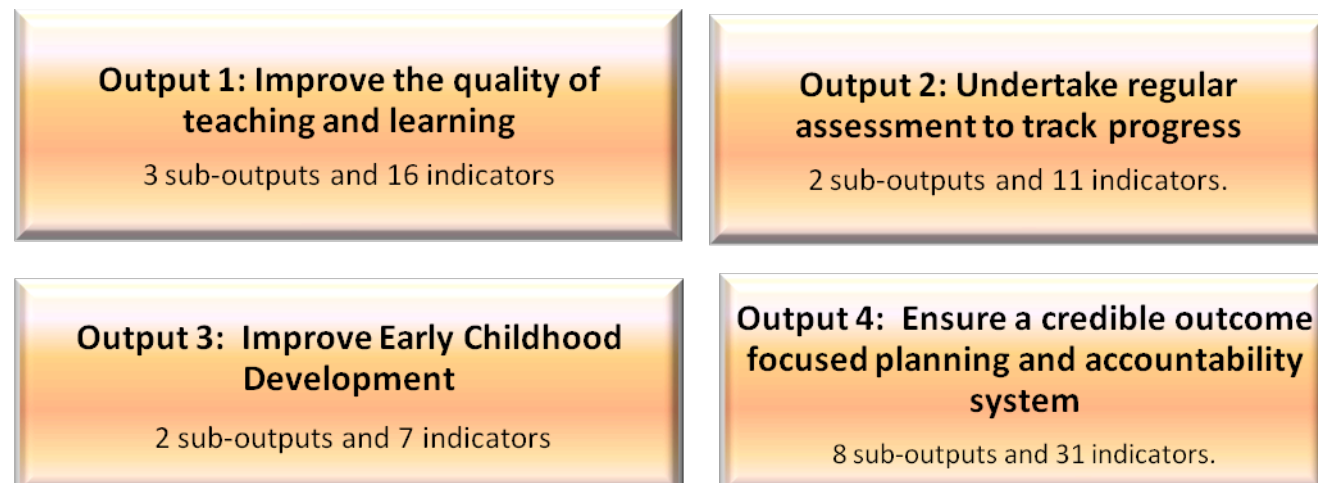 Output 1: Improve the quality of
teaching and learning
3 sub-outputs and 16 indicators
Output 2: Undertake regular
assessment to track progress
2 sub-outputs and 11 indicators.
Output 3:  Improve Early Childhood
Development
2 sub-outputs and 7 indicators
Output 4:  Ensure a credible outcome
focused planning and accountability
system
8 sub-outputs and 31 indicators.